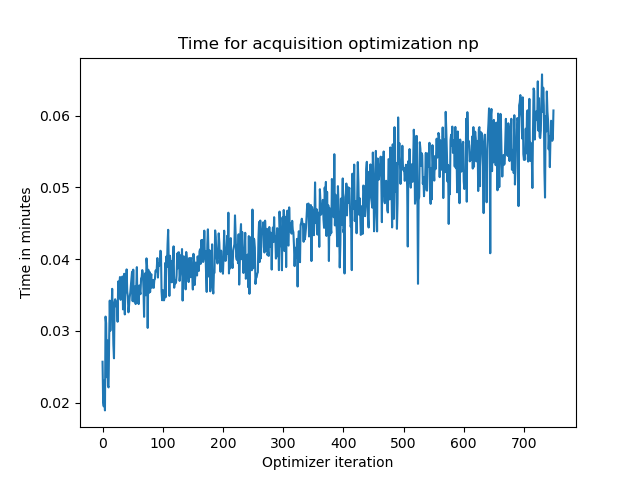 Time for acquisition optimization np
Time in minutes
0.06
0.05
0.04
0.03
0.02
0 100 200 300 400 500 600 700
Optimizer iteration